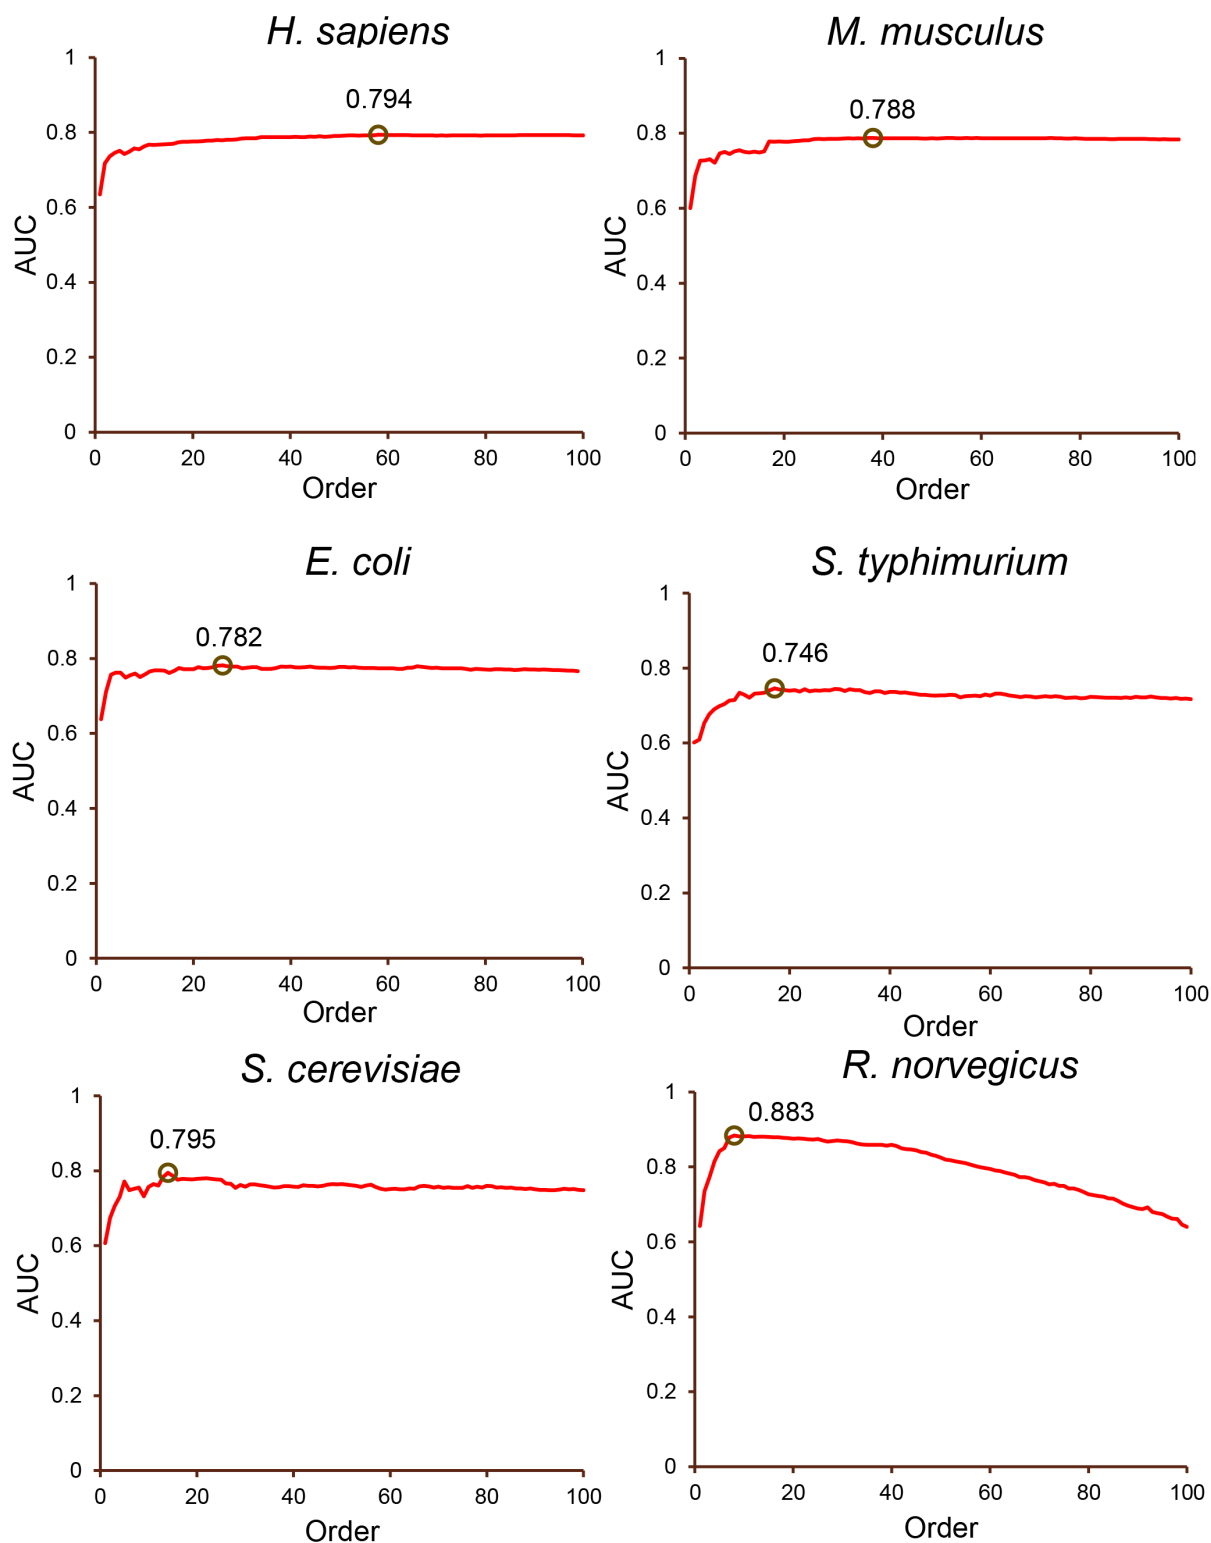 H. sapiens
1
0.8
0.6
0.4
0.2
0
AUC
0.794
0 20 40 60 80 100
Order
M. musculus
1
0.8
0.6
0.4
0.2
0
AUC
0.788
0 20 40 60 80 100
Order
E. coli
1
0.8
0.6
0.4
0.2
0
AUC
0.782
0 20 40 60 80 100
Order
S. typhimurium
1
0.8
0.6
0.4
0.2
0
AUC
0.746
0 20 40 60 80 100
Order
S. cerevisiae
1
0.8
0.6
0.4
0.2
0
AUC
0.795
0 20 40 60 80 100
Order
R. norvegicus
1
0.8
0.6
0.4
0.2
0
AUC
0.883
0 20 40 60 80 100
Order